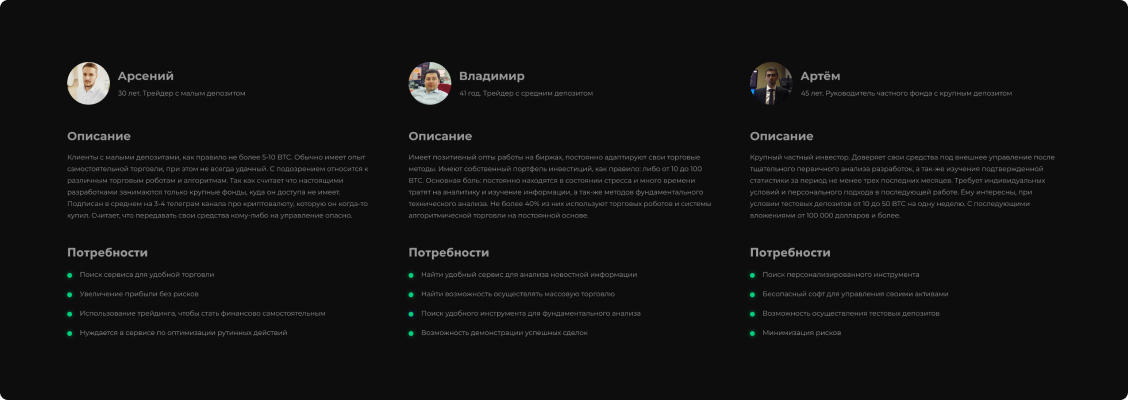 Арсений
30 лет. Трейдер с малым депозитом
Описание
Клиенты с малыми депозитами, как правило не более 5-10 BTC. Обычно имеет опыт
самостоятельной торговли, при этом не всегда удачный. С подозрением относится к
различным торговым роботам и алгоритмам. Так как считает что настоящими
разработками занимаются только крупные фонды, куда он доступа не имеет.
Подписан в среднем на 3-4 телеграм канала про криптовалюту, которую он когда-то
купил. Считает, что передавать свои средства кому-либо на управление опасно.
Потребности
Поиск сервиса для удобной торговли
Увеличение прибыли без рисков
Использование трейдинга, чтобы стать финансово самостоятельным
Нуждается в сервисе по оптимизации рутинных действий
Владимир
41 год. Трейдер с средним депозитом
Описание
Имеет позитивный опты работы на биржах, постоянно адаптируют свои торговые
методы. Имеют собственный портфель инвестиций, как правило: либо от 10 до 100
BTC. Основная боль: постоянно находятся в состоянии стресса и много времени
тратят на аналитику и изучение информации, а так-же методов фундаментального
технического анализа. Не более 40% из них используют торговых роботов и системы
алгоритмической торговли на постоянной основе.
Потребности
Найти удобный сервис для анализа новостной информации
Найти возможность осуществлять массовую торговлю
Поиск удобного инструмента для фундаментального анализа
Возможность демонстрации успешных сделок
Артём
45 лет. Руководитель частного фонда с крупным депозитом
Описание
Крупный частный инвестор. Доверяет свои средства под внешнее управление после
тщательного первичного анализа разработок, а так-же изучения подтвержденной
статистики за период не менее трех последних месяцев. Требует индивидуальных
условий и персонального подхода в последующей работе. Ему интересны, при
условии тестовых депозитов от 10 до 50 BTC на одну неделю. С последующими
вложениями от 100 000 долларов и более.
Потребности
Поиск персонализированного инструмента
Бесопасный софт для управления своими активами
Возможность осуществления тестовых депозитов
Минимизация рисков